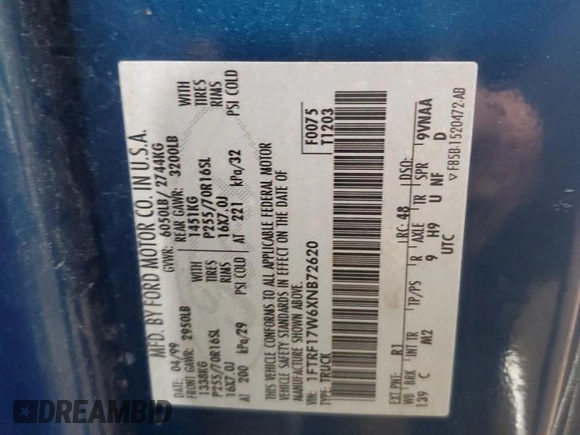 MFD. BY FORD MOTOR CO. IN U.S.A.
DATE: 04/99 GVWR: 6050LB/ 2744KG
FRONT GAWR: 2950LB REAR GAWR: 3200LB
1338KG WITH 1451KG WITH
P255/70R16SL TIRES P255/70R16SL TIRES
16X7.0J RIMS 16X7.0J RIMS
AT 200 kPa/29 PSI COLD AT 221 kPa/32 PSI COLD
THIS VEHICLE CONFORMS TO ALL APPLICABLE FEDERAL MOTOR
VEHICLE SAFETY STANDARDS IN EFFECT ON THE DATE OF
MANUFACTURE SHOWN ABOVE.
VIN: 1FTRF17W6XNB72620 F0075
TYPE: TRUCK T1203
EXT PNT: R1 RC: 48 DSO:
WB BRK INT TR TP/PS R AXLE TR SPR 9VNAA
139 C M2 9 H9 U NF D
UTC ▽F85B-1520472-AB
DREAMBID